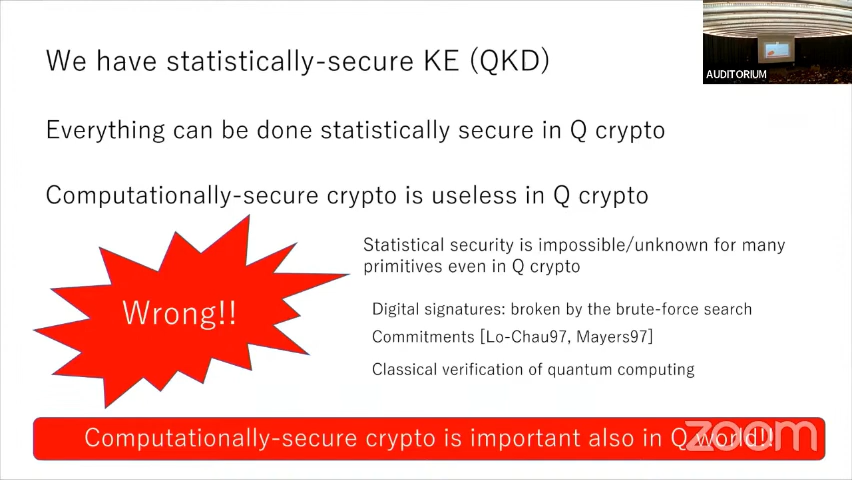 We have statistically-secure KE (QKD)
AUDITORIUM
Everything can be done statistically secure in Q crypto
Computationally-secure crypto is useless in Q crypto
Statistical security is impossible/unknown for many
primitives even in Q crypto
Wrong!!
Digital signatures: broken by the brute-force search
Commitments [Lo-Chau97, Mayers97]
Classical verification of quantum computing
Computationally-secure crypto is important also in Q world!!
zoom